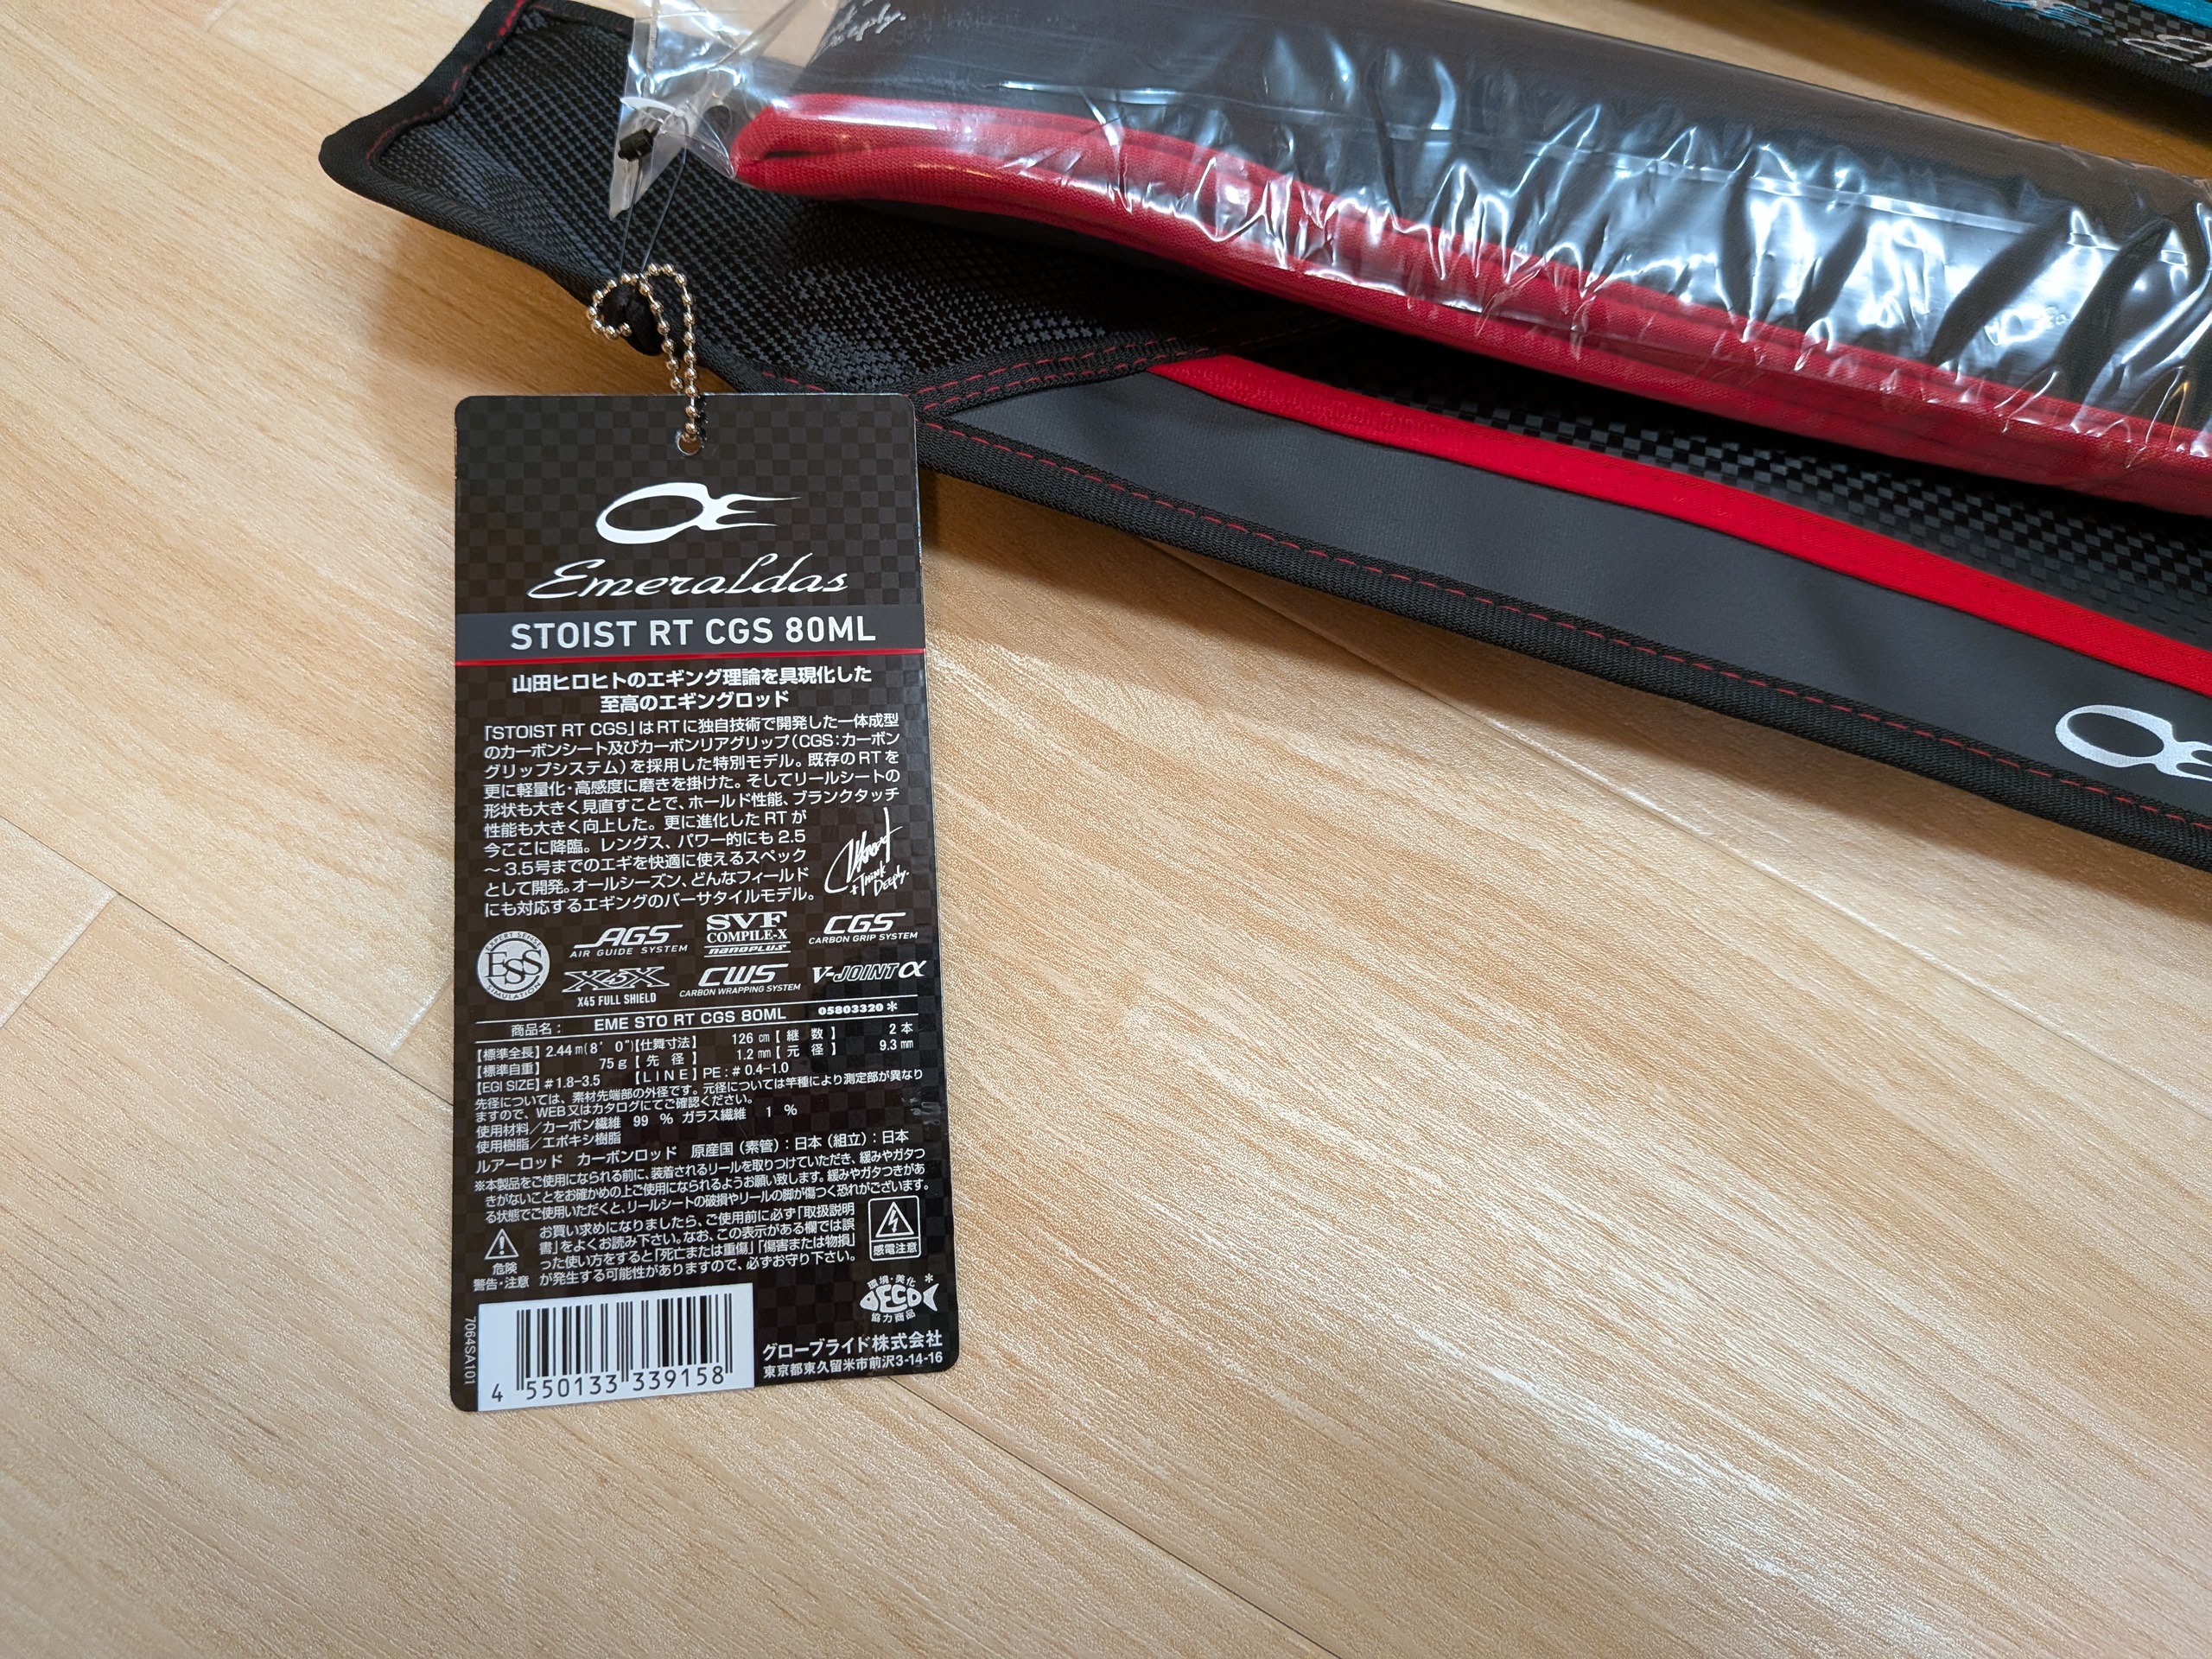 Emeraldas
STOIST RT CGS 80ML
山田ヒロヒトのエギング理論を具現化した
至高のエギングロッド
「STOIST RT CGS」はRTに独自技術で開発した一体成型
のカーボンシート及びカーボンリアグリップ(CGS:カーボン
グリップシステム)を採用した特別モデル。既存のRTを
更に軽量化・高感度に磨きを掛けた。そしてリールシートの
形状も大きく見直すことで、ホールド性能、ブランクタッチ
性能も大きく向上した。更に進化したRTが
今ここに降臨。レングス、パワー的にも2.5
～3.5号までのエギを快適に使えるスペック
として開発。オールシーズン、どんなフィールド
にも対応するエギングのバーサタイルモデル。
+ Think Deeply.
EXPERT SENSE ESS SIMULATION
AGS AIR GUIDE SYSTEM
SVF COMPILE-X nanoplus
CGS CARBON GRIP SYSTEM
X45X X45 FULL SHIELD
CWS CARBON WRAPPING SYSTEM
V-JOINT α
商品名: EME STO RT CGS 80ML 05803320 *
【標準全長】2.44m(8' 0")【仕舞寸法】 126cm【継 数】 2本
【標準自重】 75g【先 径】 1.2mm【元 径】 9.3mm
【EGI SIZE】#1.8-3.5 【LINE】PE:#0.4-1.0
先径については、素材先端部の外径です。元径については竿種により測定部が異なり
ますので、WEB又はカタログにてご確認ください。
使用材料/カーボン繊維 99 % ガラス繊維 1 %
使用樹脂/エポキシ樹脂
ルアーロッド カーボンロッド 原産国(素管):日本(組立):日本
※本製品をご使用になられる前に、装着されるリールを取りつけていただき、緩みやガタつ
きがないことをお確かめの上ご使用になられるようお願い致します。緩みやガタつきがあ
る状態でご使用いただくと、リールシートの破損やリールの脚が傷つく恐れがございます。
お買い求めになりましたら、ご使用前に必ず「取扱説明
書」をよくお読み下さい。なお、この表示がある欄では誤
った使い方をすると「死亡または重傷」「傷害または物損」
が発生する可能性がありますので、必ずお守り下さい。
危険
警告・注意
感電注意
環境・美化 *
ECO
協力商品
グローブライド株式会社
東京都東久留米市前沢3-14-16
7064SA101
4 550133 339158